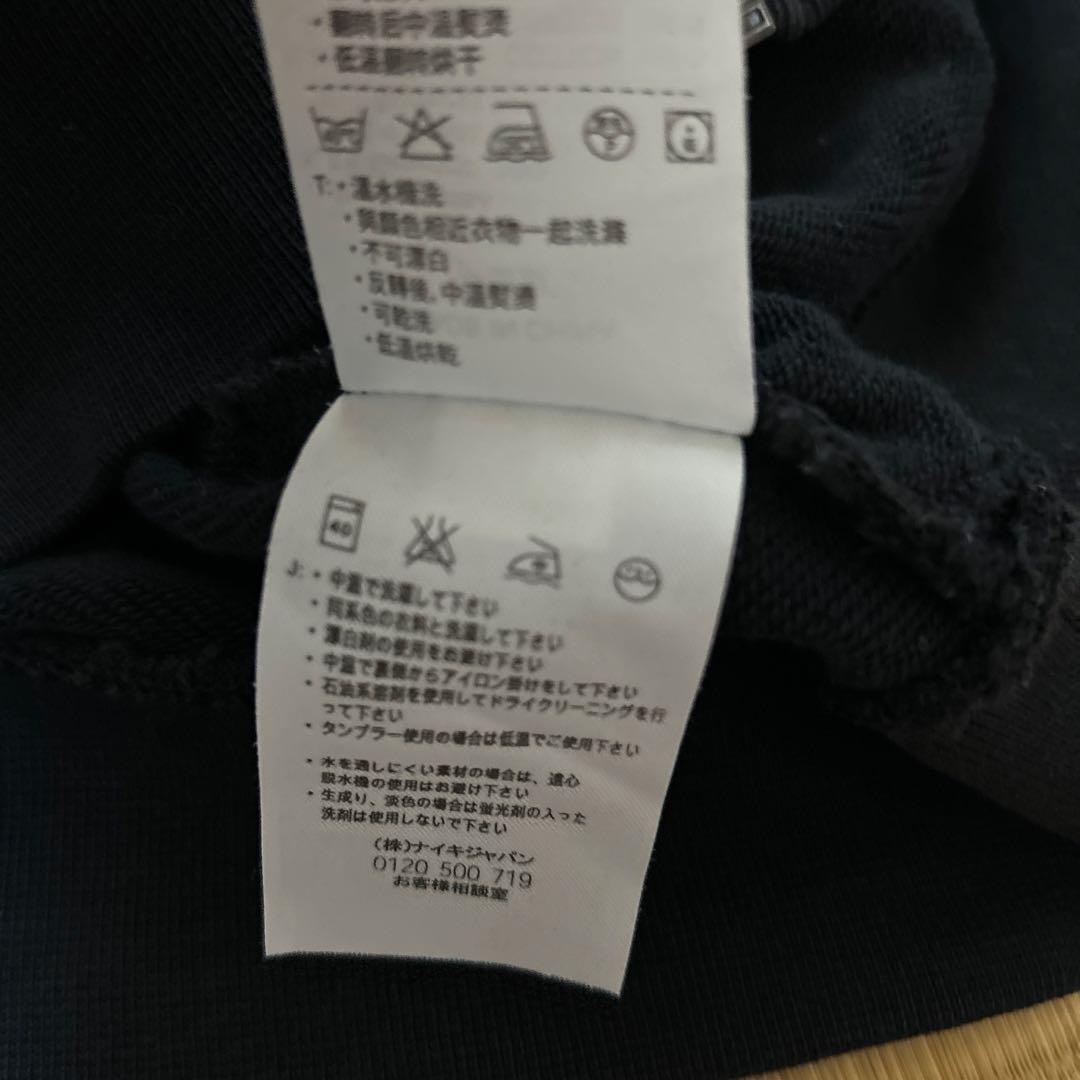 ・翻转后中温熨烫
・低温翻转烘干
T:・溫水機洗
・與顏色相近衣物一起洗滌
・不可漂白
・反轉後,中溫熨燙
・可乾洗
・低溫烘乾
40
J:・中温で洗濯して下さい
・同系色の衣料と洗濯して下さい
・漂白剤の使用をお避け下さい
・中温で裏側からアイロン掛けをして下さい
・石油系溶剤を使用してドライクリーニングを行
って下さい
・タンブラー使用の場合は低温でご使用下さい
・水を通しにくい素材の場合は、遠心
脱水機の使用はお避け下さい
・生成り、淡色の場合は蛍光剤の入った
洗剤は使用しないで下さい
(株)ナイキジャパン
0120 500 719
お客様相談室